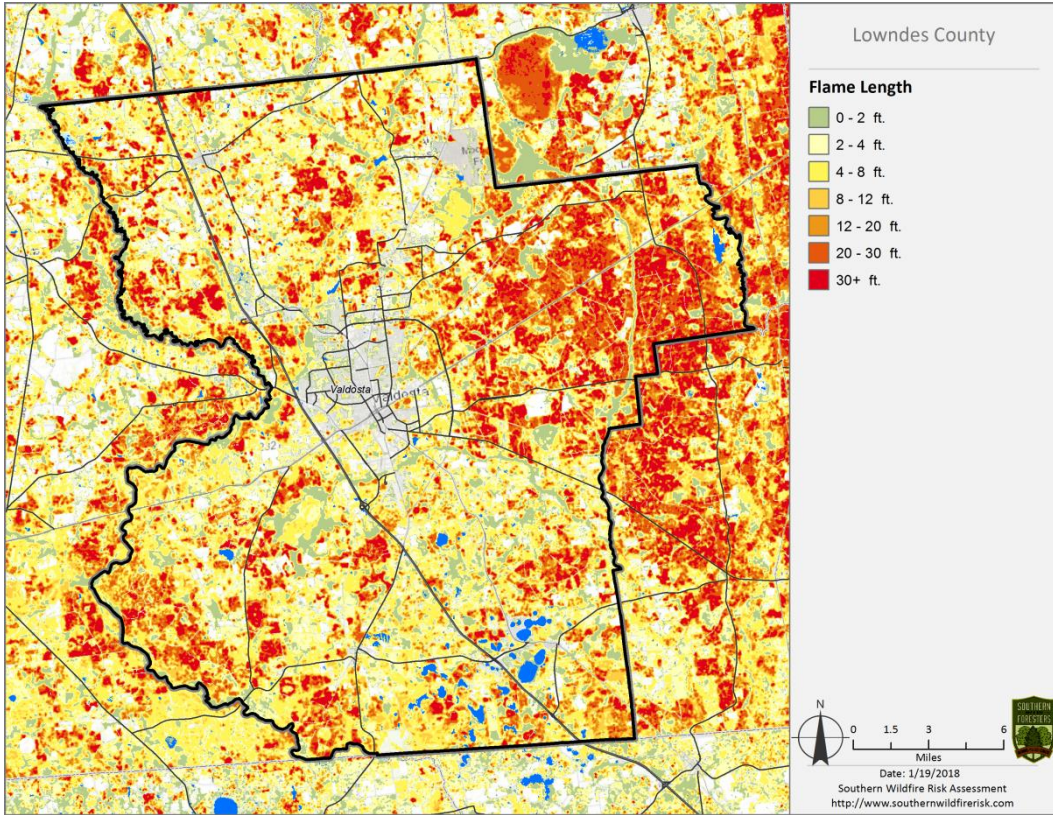 Lowndes County
Flame Length
0 - 2 ft.
2 - 4 ft.
4 - 8 ft.
8 - 12 ft.
12 - 20 ft.
20 - 30 ft.
30+ ft.
Valdosta
Valdosta
N
0 1.5 3 6
Miles
SOUTHERN
FORESTERS
Date: 1/19/2018
Southern Wildfire Risk Assessment
http://www.southernwildfirerisk.com